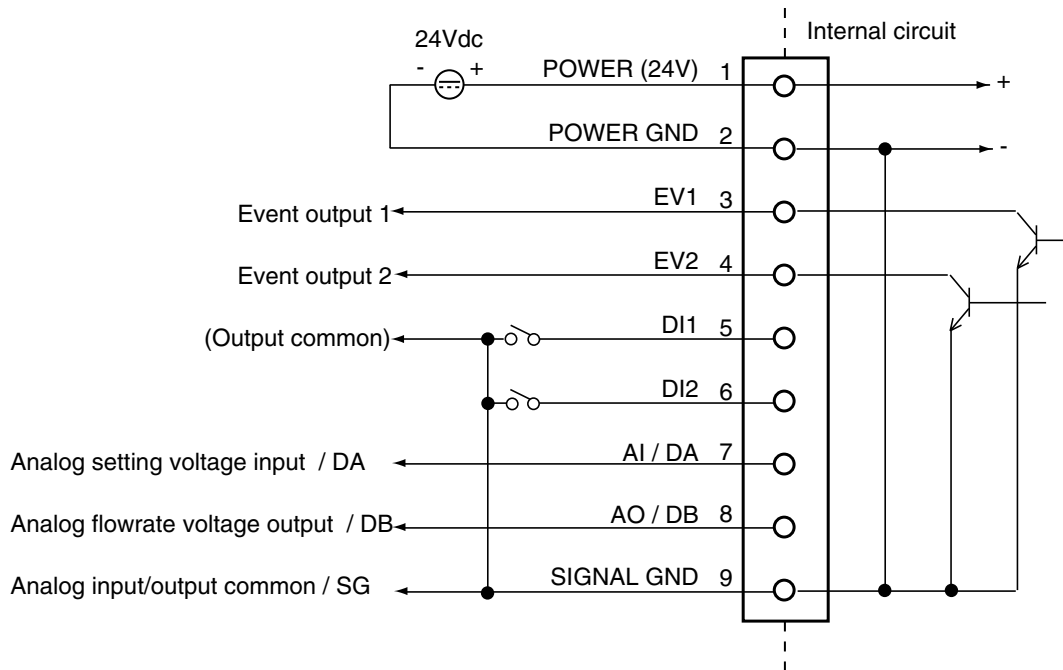 Internal circuit
24Vdc
- +
POWER (24V) 1
+
POWER GND 2
-
Event output 1
EV1 3
Event output 2
EV2 4
(Output common)
DI1 5
DI2 6
Analog setting voltage input / DA
AI / DA 7
Analog flowrate voltage output / DB
AO / DB 8
Analog input/output common / SG
SIGNAL GND 9